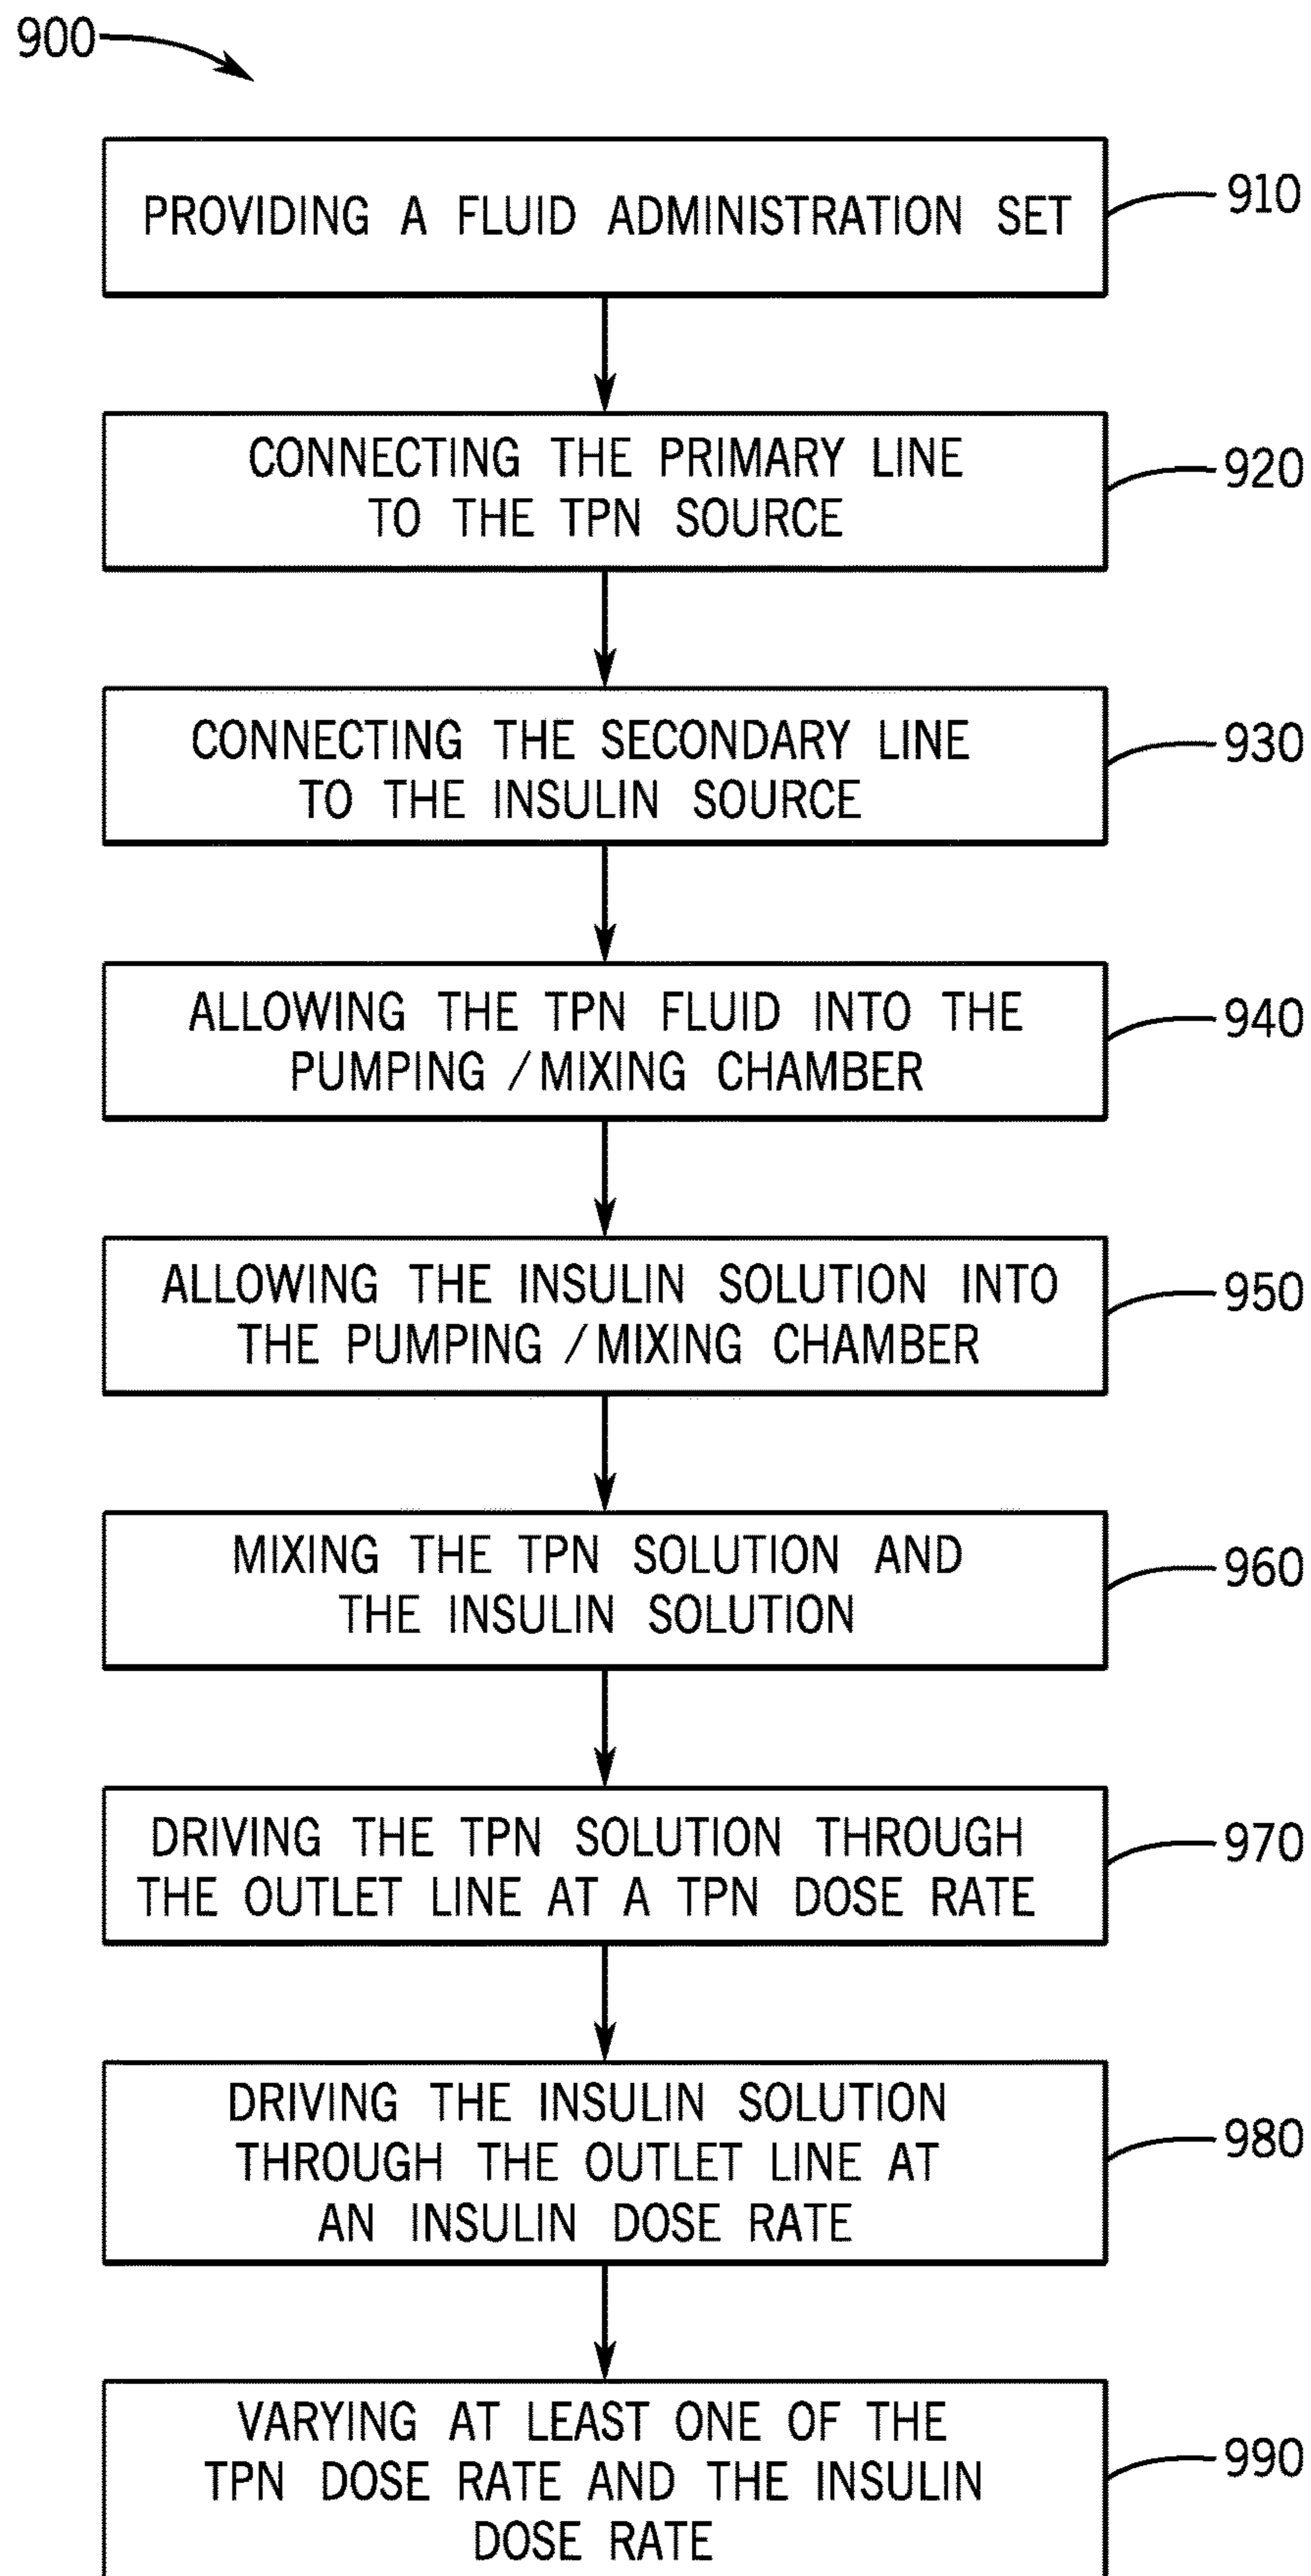 900
PROVIDING A FLUID ADMINISTRATION SET
910
CONNECTING THE PRIMARY LINE
TO THE TPN SOURCE
920
CONNECTING THE SECONDARY LINE
TO THE INSULIN SOURCE
930
ALLOWING THE TPN FLUID INTO THE
PUMPING / MIXING CHAMBER
940
ALLOWING THE INSULIN SOLUTION INTO
THE PUMPING / MIXING CHAMBER
950
MIXING THE TPN SOLUTION AND
THE INSULIN SOLUTION
960
DRIVING THE TPN SOLUTION THROUGH
THE OUTLET LINE AT A TPN DOSE RATE
970
DRIVING THE INSULIN SOLUTION
THROUGH THE OUTLET LINE AT
AN INSULIN DOSE RATE
980
VARYING AT LEAST ONE OF THE
TPN DOSE RATE AND THE INSULIN
DOSE RATE
990